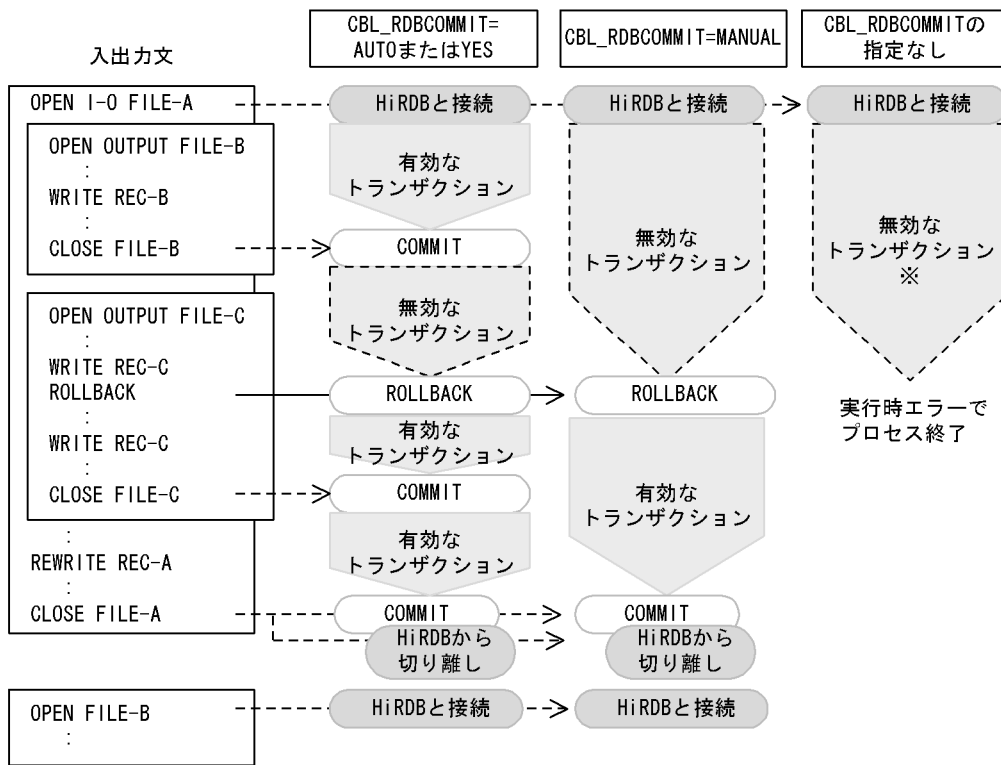 入出力文
CBL_RDBCOMMIT=
AUTOまたはYES
CBL_RDBCOMMIT=MANUAL
CBL_RDBCOMMITの
指定なし
OPEN I-O FILE-A
HiRDBと接続
HiRDBと接続
HiRDBと接続
OPEN OUTPUT FILE-B
:
WRITE REC-B
:
CLOSE FILE-B
有効な
トランザクション
COMMIT
無効な
トランザクション
無効な
トランザクション
無効な
トランザクション
※
OPEN OUTPUT FILE-C
:
WRITE REC-C
ROLLBACK
:
WRITE REC-C
:
CLOSE FILE-C
ROLLBACK
ROLLBACK
実行時エラーで
プロセス終了
有効な
トランザクション
COMMIT
有効な
トランザクション
有効な
トランザクション
:
REWRITE REC-A
:
CLOSE FILE-A
COMMIT
COMMIT
HiRDBから
切り離し
HiRDBから
切り離し
OPEN FILE-B
:
HiRDBと接続
HiRDBと接続